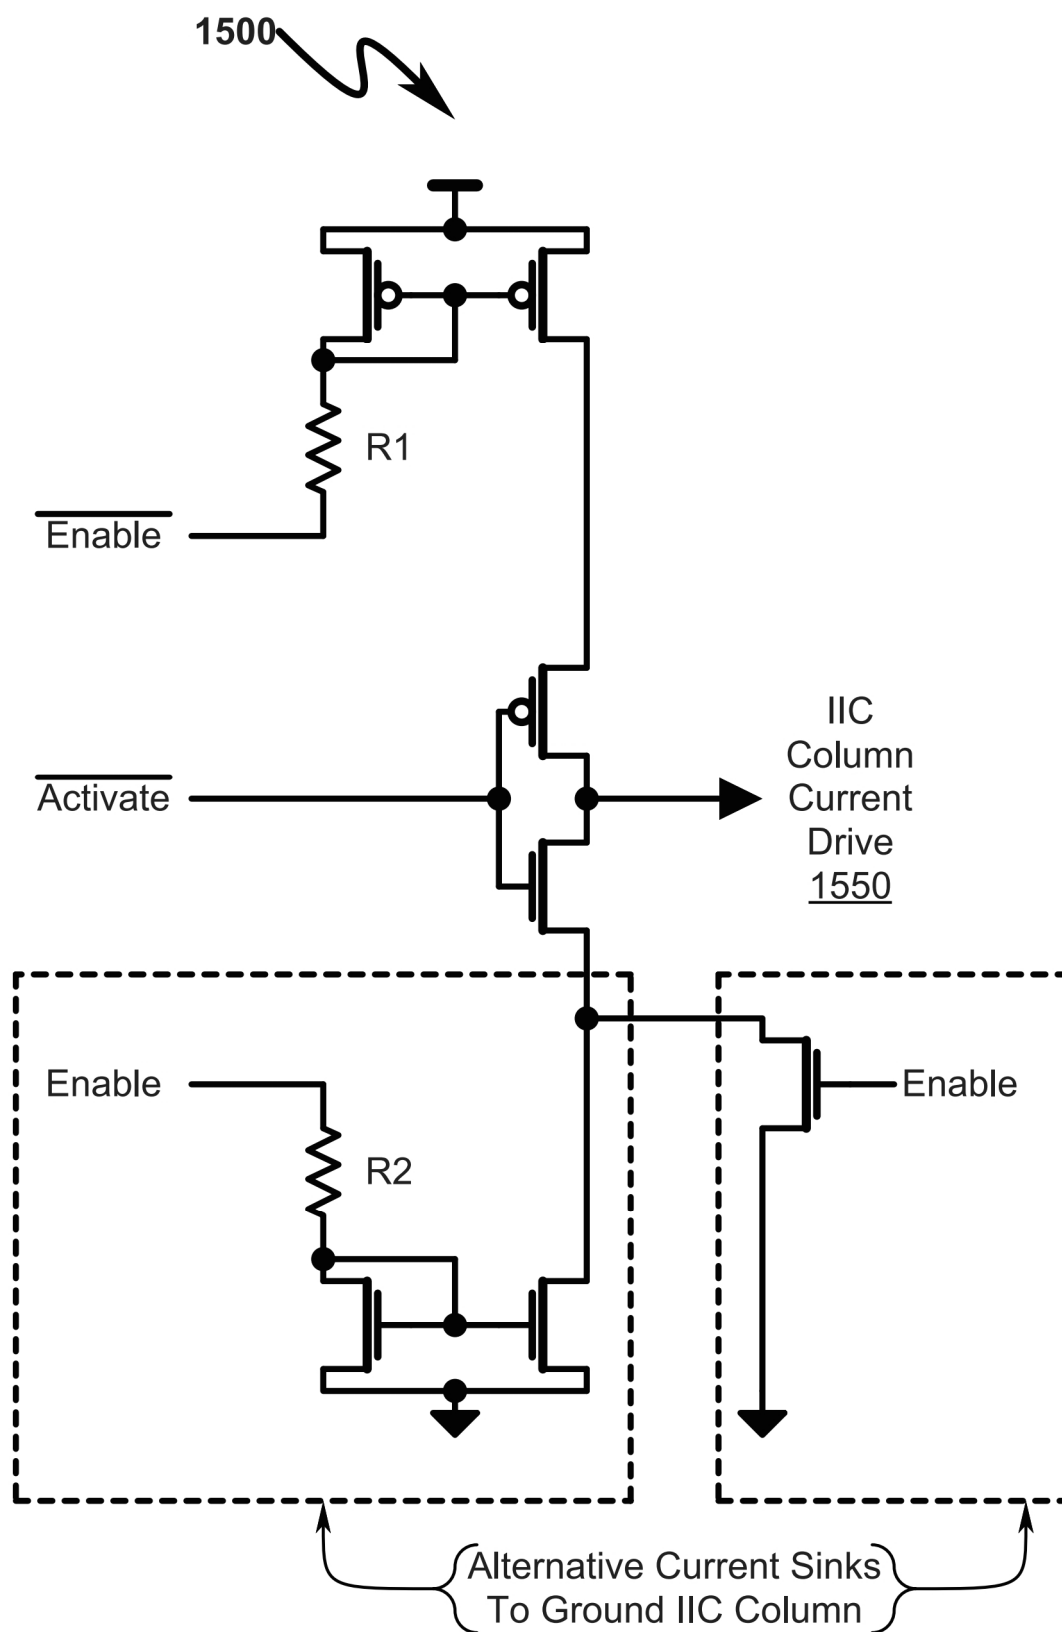 1500
R1
Enable
Activate
IIC
Column
Current
Drive
1550
Enable
R2
Enable
Alternative Current Sinks
To Ground IIC Column